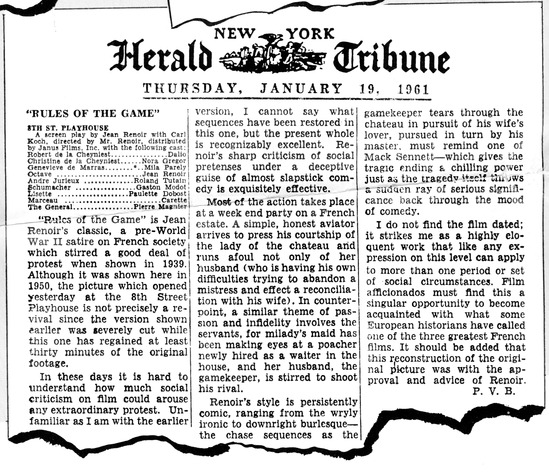 NEW YORK
Herald Tribune
THURSDAY, JANUARY 19, 1961
"RULES OF THE GAME"
8TH ST. PLAYHOUSE
A screen play by Jean Renoir with Carl
Koch, directed by Mr. Renoir, distributed
by Janus Films, Inc., with the following cast:
Robert de la Cheyniest..............Dalio
Christine de la Cheyniest......Nora Gregor
Genevieve de Marras..........Mila Parely
Octave....................Jean Renoir
Andre Jurieux.............Roland Toutain
Schumacher................Gaston Modot
Lisette..................Paulette Dubost
Marceau......................Carette
The General..............Pierre Magnier
"Rules of the Game" is Jean
Renoir's classic, a pre-World
War II satire on French society
which stirred a good deal of
protest when shown in 1939.
Although it was shown here in
1950, the picture which opened
yesterday at the 8th Street
Playhouse is not precisely a re-
vival since the version shown
earlier was severely cut while
this one has regained at least
thirty minutes of the original
footage.
In these days it is hard to
understand how much social
criticism on film could arouse
any extraordinary protest. Un-
familiar as I am with the earlier
version, I cannot say what
sequences have been restored in
this one, but the present whole
is recognizably excellent. Re-
noir's sharp criticism of social
pretenses under a deceptive
guise of almost slapstick com-
edy is exquisitely effective.
Most of the action takes place
at a week end party on a French
estate. A simple, honest aviator
arrives to press his courtship of
the lady of the chateau and
runs afoul not only of her
husband (who is having his own
difficulties trying to abandon a
mistress and effect a reconcilia-
tion with his wife). In counter-
point, a similar theme of pas-
sion and infidelity involves the
servants, for milady's maid has
been making eyes at a poacher
newly hired as a waiter in the
house, and her husband, the
gamekeeper, is stirred to shoot
his rival.
Renoir's style is persistently
comic, ranging from the wryly
ironic to downright burlesque—
the chase sequences as the
gamekeeper tears through the
chateau in pursuit of his wife's
lover, pursued in turn by his
master, must remind one of
Mack Sennett—which gives the
tragic ending a chilling power
just as the tragedy itself throws
a sudden ray of serious signifi-
cance back through the mood
of comedy.
I do not find the film dated;
it strikes me as a highly elo-
quent work that like any ex-
pression on this level can apply
to more than one period or set
of social circumstances. Film
afficionados must find this a
singular opportunity to become
acquainted with what some
European historians have called
one of the three greatest French
films. It should be added that
this reconstruction of the origi-
nal picture was with the ap-
proval and advice of Renoir.
P. V. B.